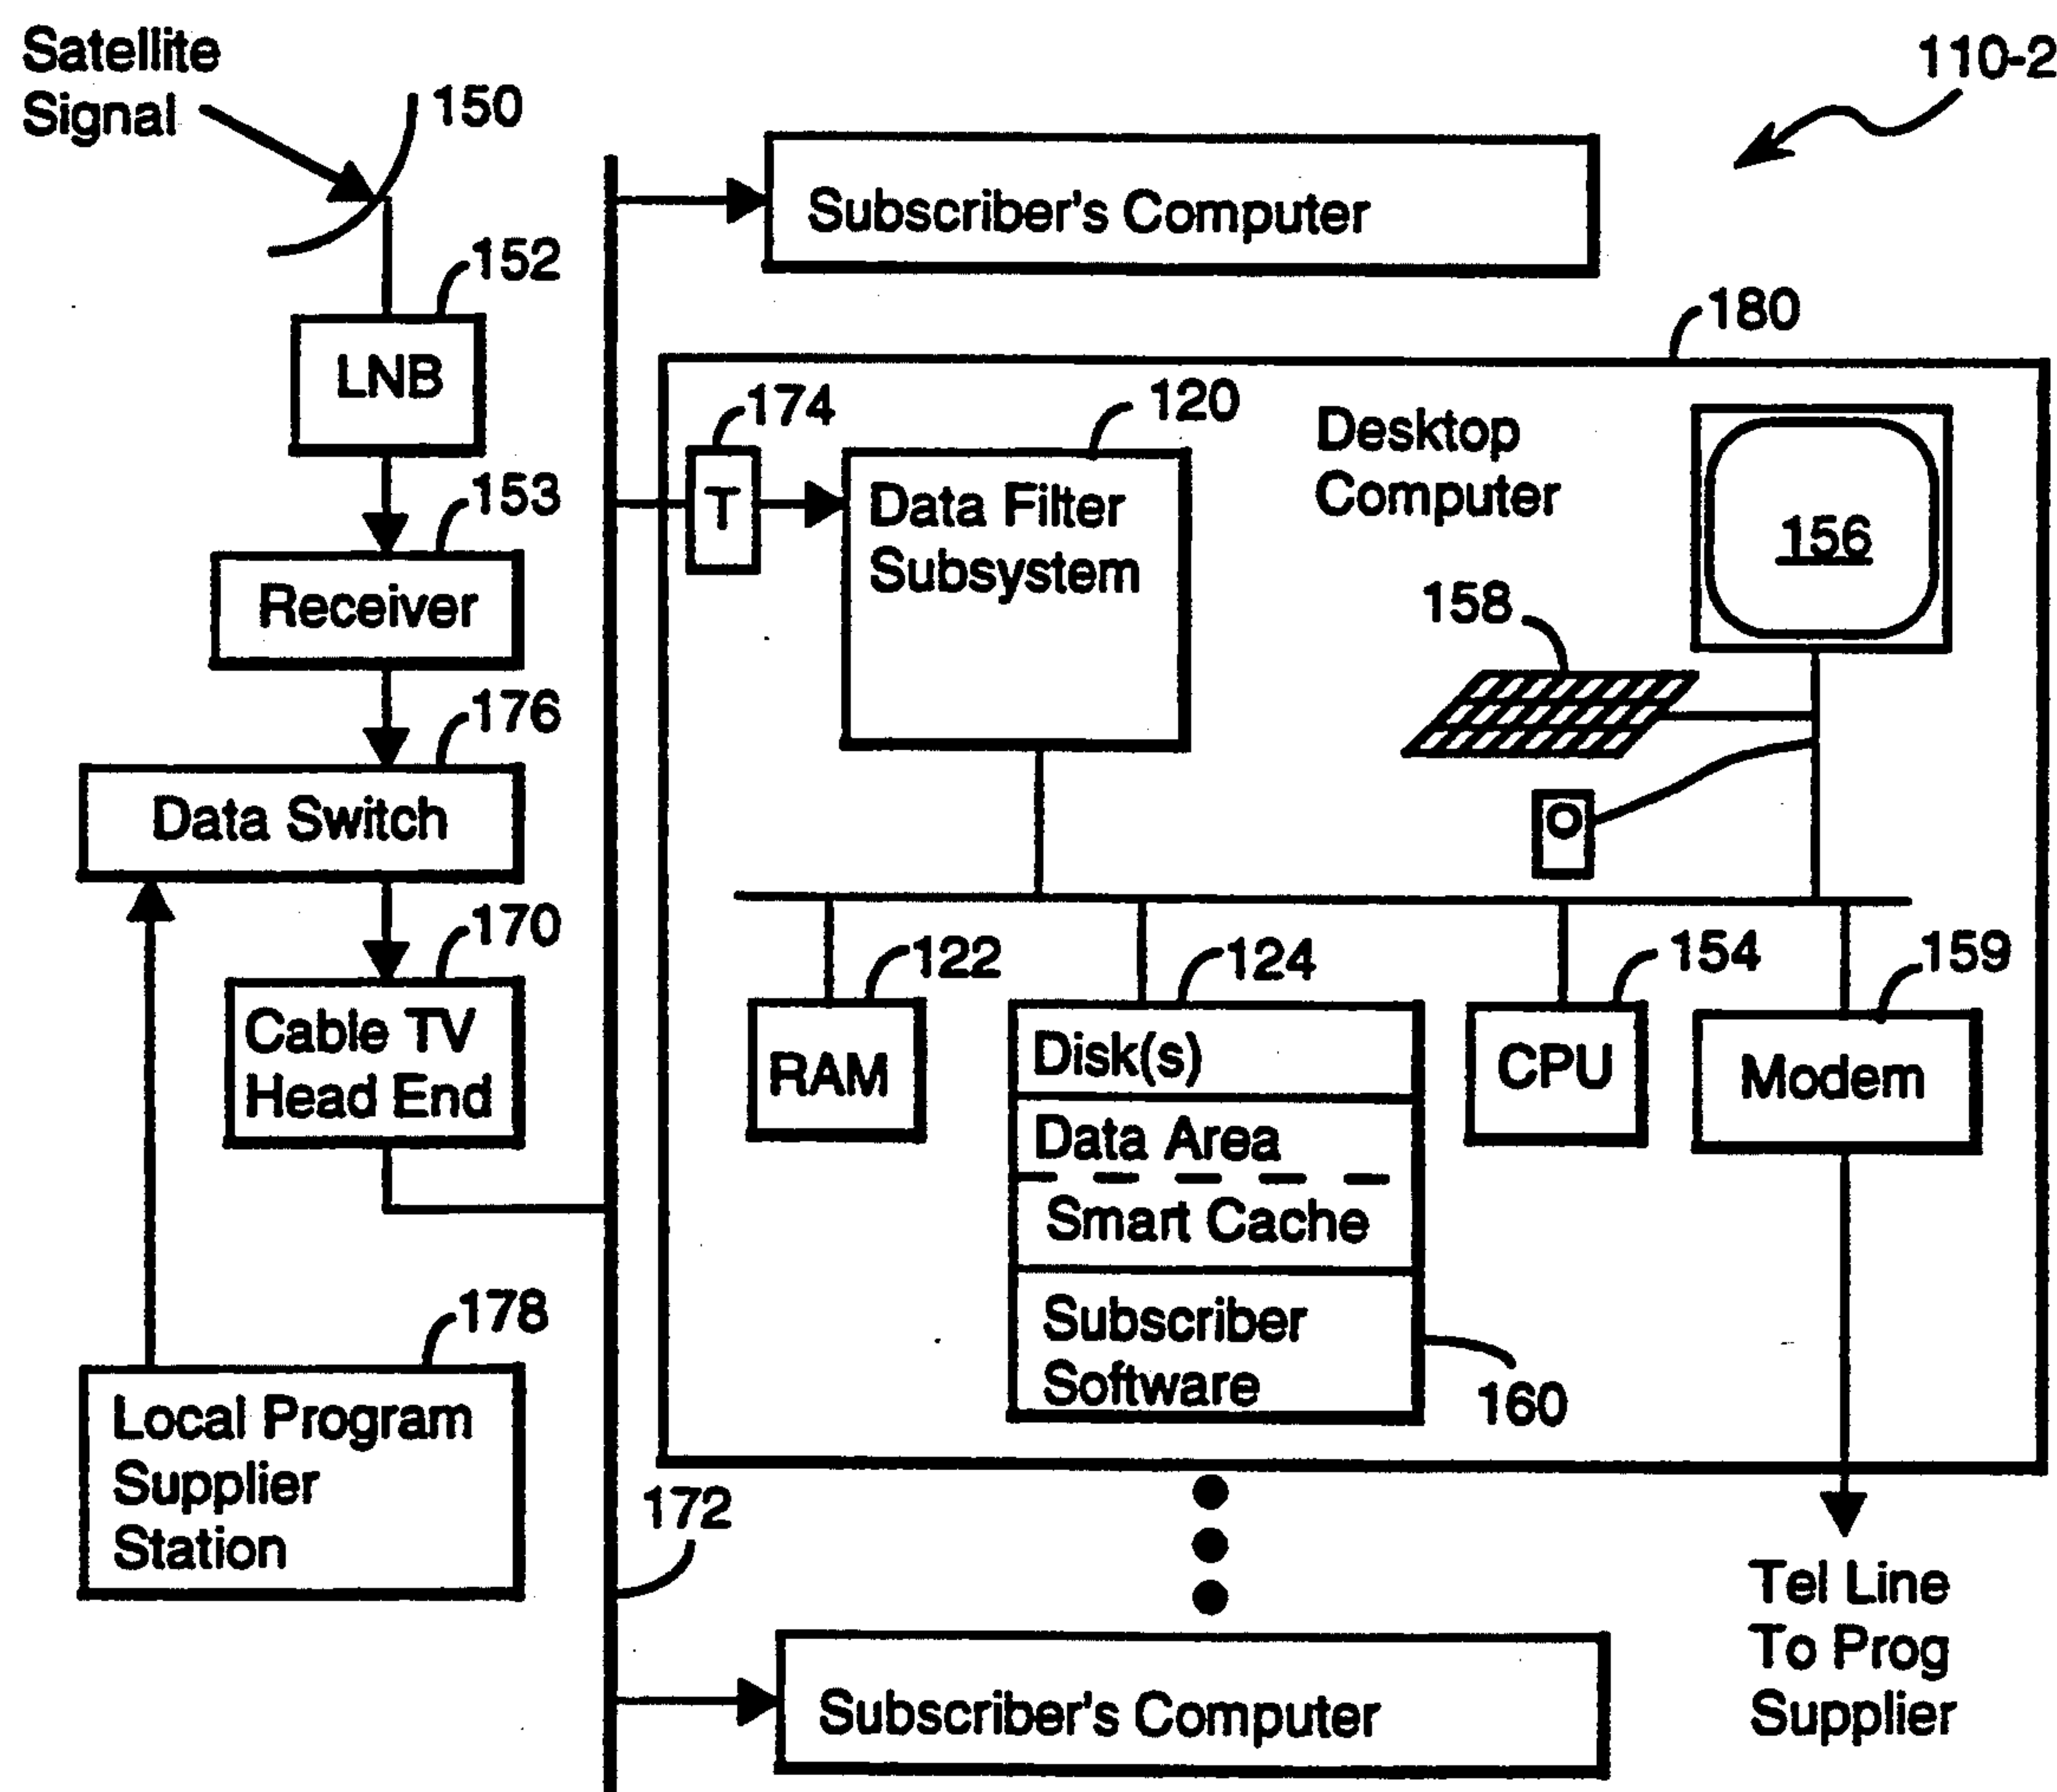 Satellite
Signal
150
110-2
Subscriber's Computer
152
LNB
180
174
T
120
Data Filter
Subsystem
Desktop
Computer
156
153
Receiver
158
176
Data Switch
170
Cable TV
Head End
122
RAM
124
Disk(s)
Data Area
Smart Cache
Subscriber
Software
160
154
CPU
159
Modem
178
Local Program
Supplier
Station
172
Tel Line
To Prog
Supplier
Subscriber's Computer